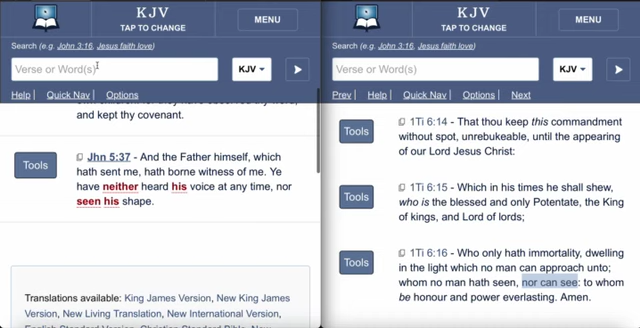 KJV
TAP TO CHANGE
MENU
Search (e.g. John 3:16, Jesus faith love)
Verse or Word(s)
KJV
Help | Quick Nav | Options
and kept thy covenant.
Tools
Jhn 5:37 - And the Father himself, which
hath sent me, hath borne witness of me. Ye
have neither heard his voice at any time, nor
seen his shape.
Translations available: King James Version, New King James
Version, New Living Translation, New International Version,
KJV
TAP TO CHANGE
MENU
Search (e.g. John 3:16, Jesus faith love)
Verse or Word(s)
KJV
Prev | Help | Quick Nav | Options | Next
Tools
1Ti 6:14 - That thou keep this commandment
without spot, unrebukeable, until the appearing
of our Lord Jesus Christ:
Tools
1Ti 6:15 - Which in his times he shall shew,
who is the blessed and only Potentate, the King
of kings, and Lord of lords;
Tools
1Ti 6:16 - Who only hath immortality, dwelling
in the light which no man can approach unto;
whom no man hath seen, nor can see: to whom
be honour and power everlasting. Amen.